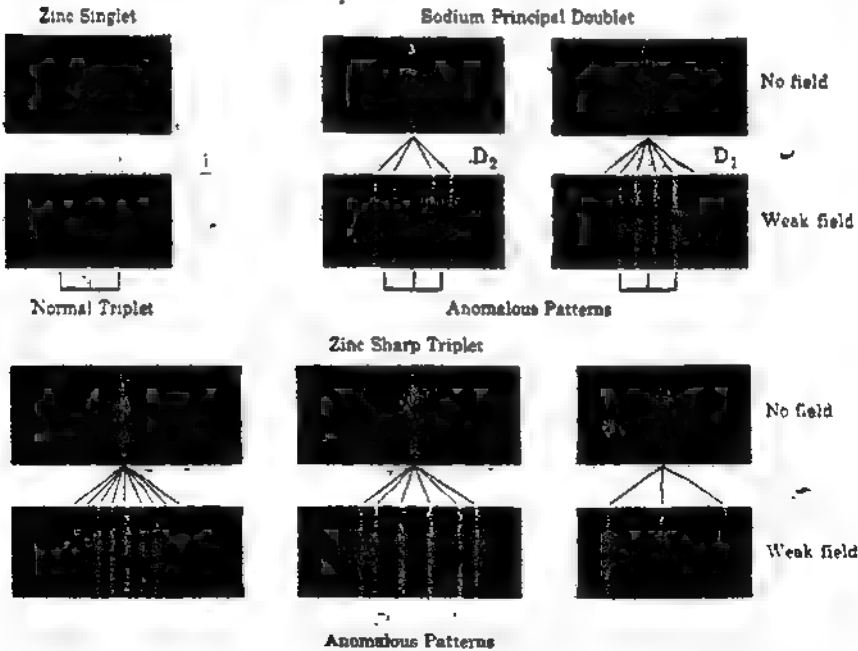 Zinc Singlet
Sodium Principal Doublet
No field
D₂
D₁
Weak field
Normal Triplet
Anomalous Patterns
Zinc Sharp Triplet
No field
Weak field
Anomalous Patterns